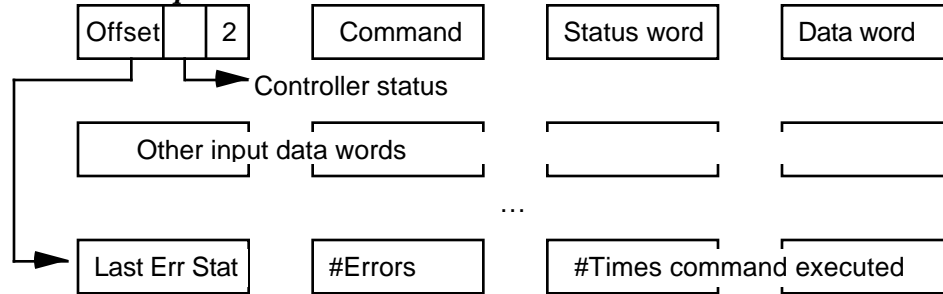 Offset 2 Command Status word Data word
Controller status
Other input data words
...
Last Err Stat #Errors #Times command executed